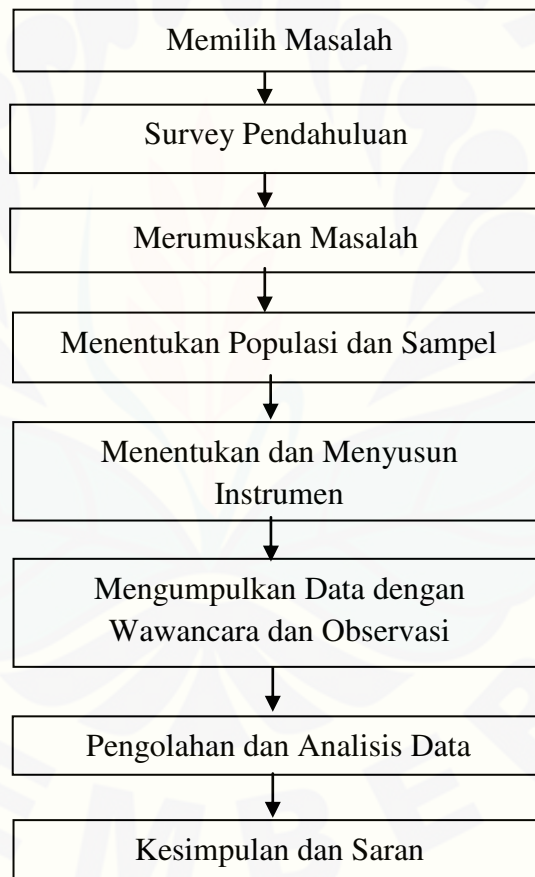 Memilih Masalah
Survey Pendahuluan
Merumuskan Masalah
Menentukan Populasi dan Sampel
Menentukan dan Menyusun
Instrumen
Mengumpulkan Data dengan
Wawancara dan Observasi
Pengolahan dan Analisis Data
Kesimpulan dan Saran